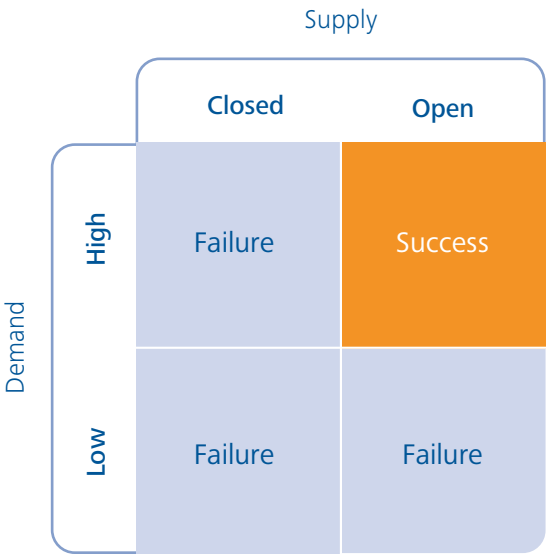 Supply
Closed Open
High
Failure Success
Demand
Low
Failure Failure